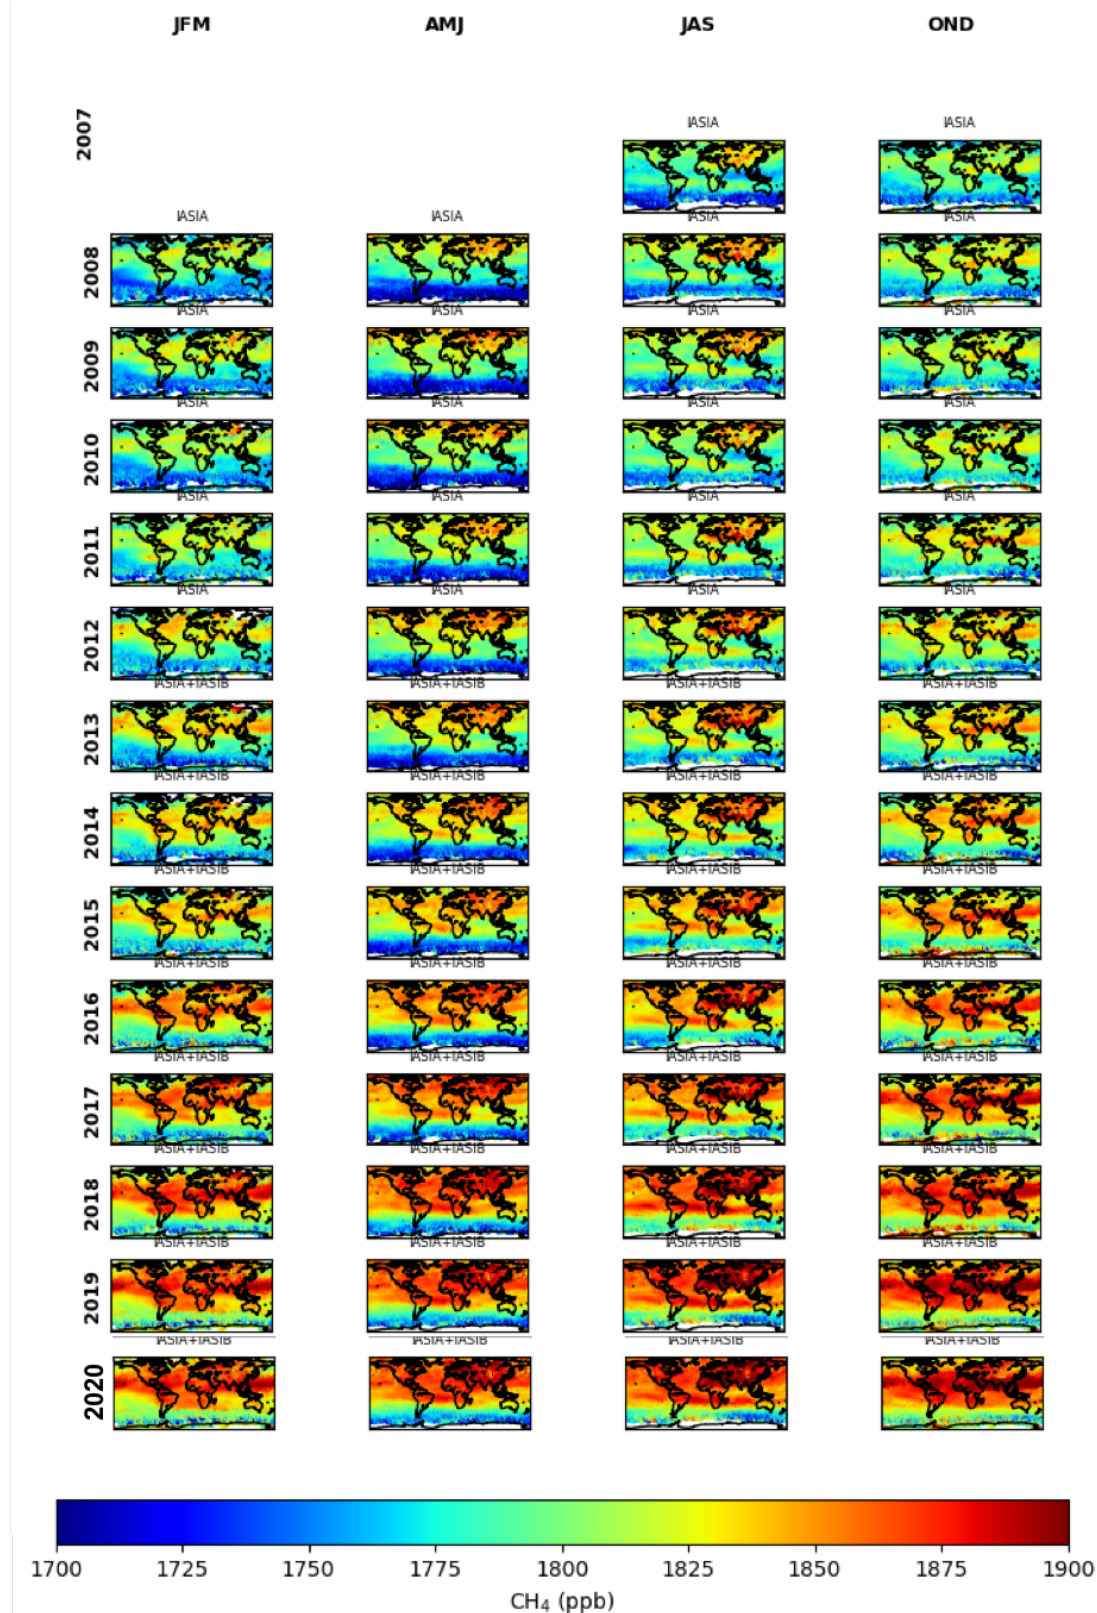 JFM AMJ JAS OND
IASIA IASIA
2007
IASIA IASIA IASIA IASIA
2008
IASIA IASIA IASIA IASIA
2009
IASIA IASIA IASIA IASIA
2010
IASIA IASIA IASIA IASIA
2011
IASIA IASIA IASIA IASIA
2012
IASIA+IASIB IASIA+IASIB IASIA+IASIB IASIA+IASIB
2013
IASIA+IASIB IASIA+IASIB IASIA+IASIB IASIA+IASIB
2014
IASIA+IASIB IASIA+IASIB IASIA+IASIB IASIA+IASIB
2015
IASIA+IASIB IASIA+IASIB IASIA+IASIB IASIA+IASIB
2016
IASIA+IASIB IASIA+IASIB IASIA+IASIB IASIA+IASIB
2017
IASIA+IASIB IASIA+IASIB IASIA+IASIB IASIA+IASIB
2018
IASIA+IASIB IASIA+IASIB IASIA+IASIB IASIA+IASIB
2019
IASIA+IASIB IASIA+IASIB IASIA+IASIB IASIA+IASIB
2020
1700 1725 1750 1775 1800 1825 1850 1875 1900
CH₄ (ppb)